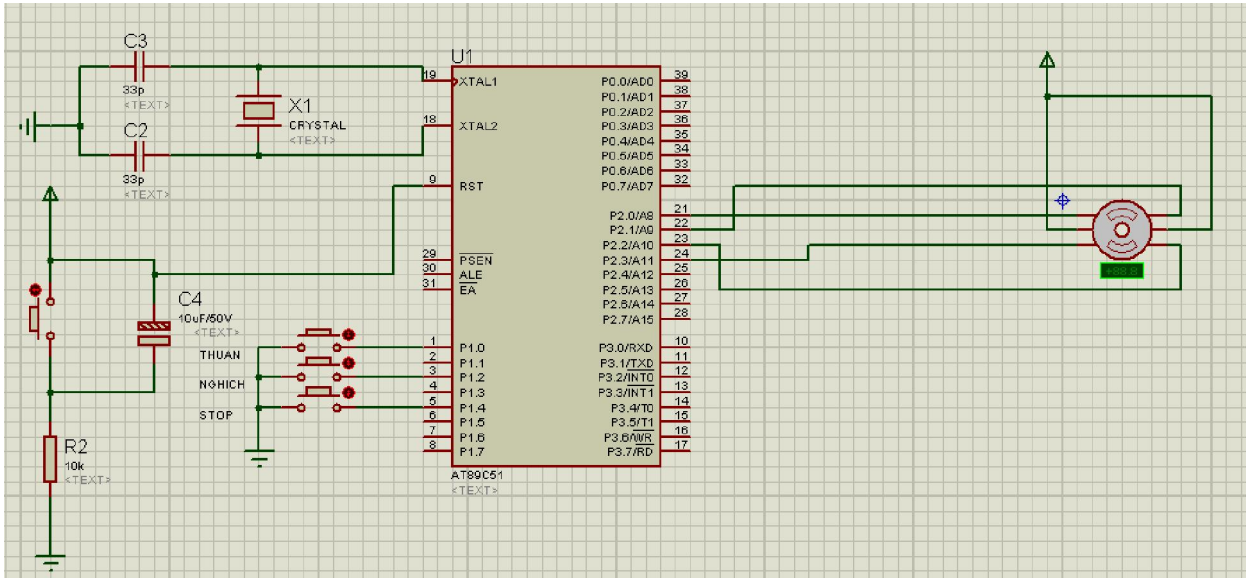 C3
33p
<TEXT>
X1
CRYSTAL
<TEXT>
C2
33p
<TEXT>
C4
10uF/50V
<TEXT>
R2
10k
<TEXT>
THUAN
NGHICH
STOP
U1
19 XTAL1
18 XTAL2
9 RST
29 PSEN
30 ALE
31 EA
1 P1.0
2 P1.1
3 P1.2
4 P1.3
5 P1.4
6 P1.5
7 P1.6
8 P1.7
P0.0/AD0 39
P0.1/AD1 38
P0.2/AD2 37
P0.3/AD3 36
P0.4/AD4 35
P0.5/AD5 34
P0.6/AD6 33
P0.7/AD7 32
P2.0/A8 21
P2.1/A9 22
P2.2/A10 23
P2.3/A11 24
P2.4/A12 25
P2.5/A13 26
P2.6/A14 27
P2.7/A15 28
P3.0/RXD 10
P3.1/TXD 11
P3.2/INT0 12
P3.3/INT1 13
P3.4/T0 14
P3.5/T1 15
P3.6/WR 16
P3.7/RD 17
AT89C51
<TEXT>
+88.8